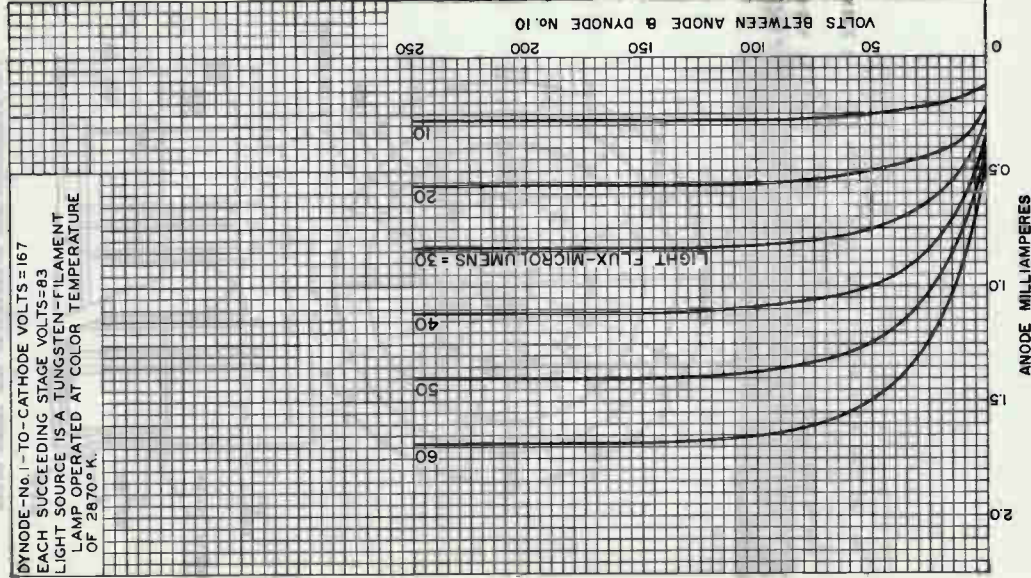 DYNODE-No.1-TO-CATHODE VOLTS=167
EACH SUCCEEDING STAGE VOLTS=83
LIGHT SOURCE IS A TUNGSTEN-FILAMENT
LAMP OPERATED AT COLOR TEMPERATURE
OF 2870°K.
ANODE MILLIAMPERES
2.0
1.5
1.0
0.5
0
60
50
40
LIGHT FLUX-MICROLUMENS = 30
20
10
0
50
100
150
200
250
VOLTS BETWEEN ANODE & DYNODE No.10